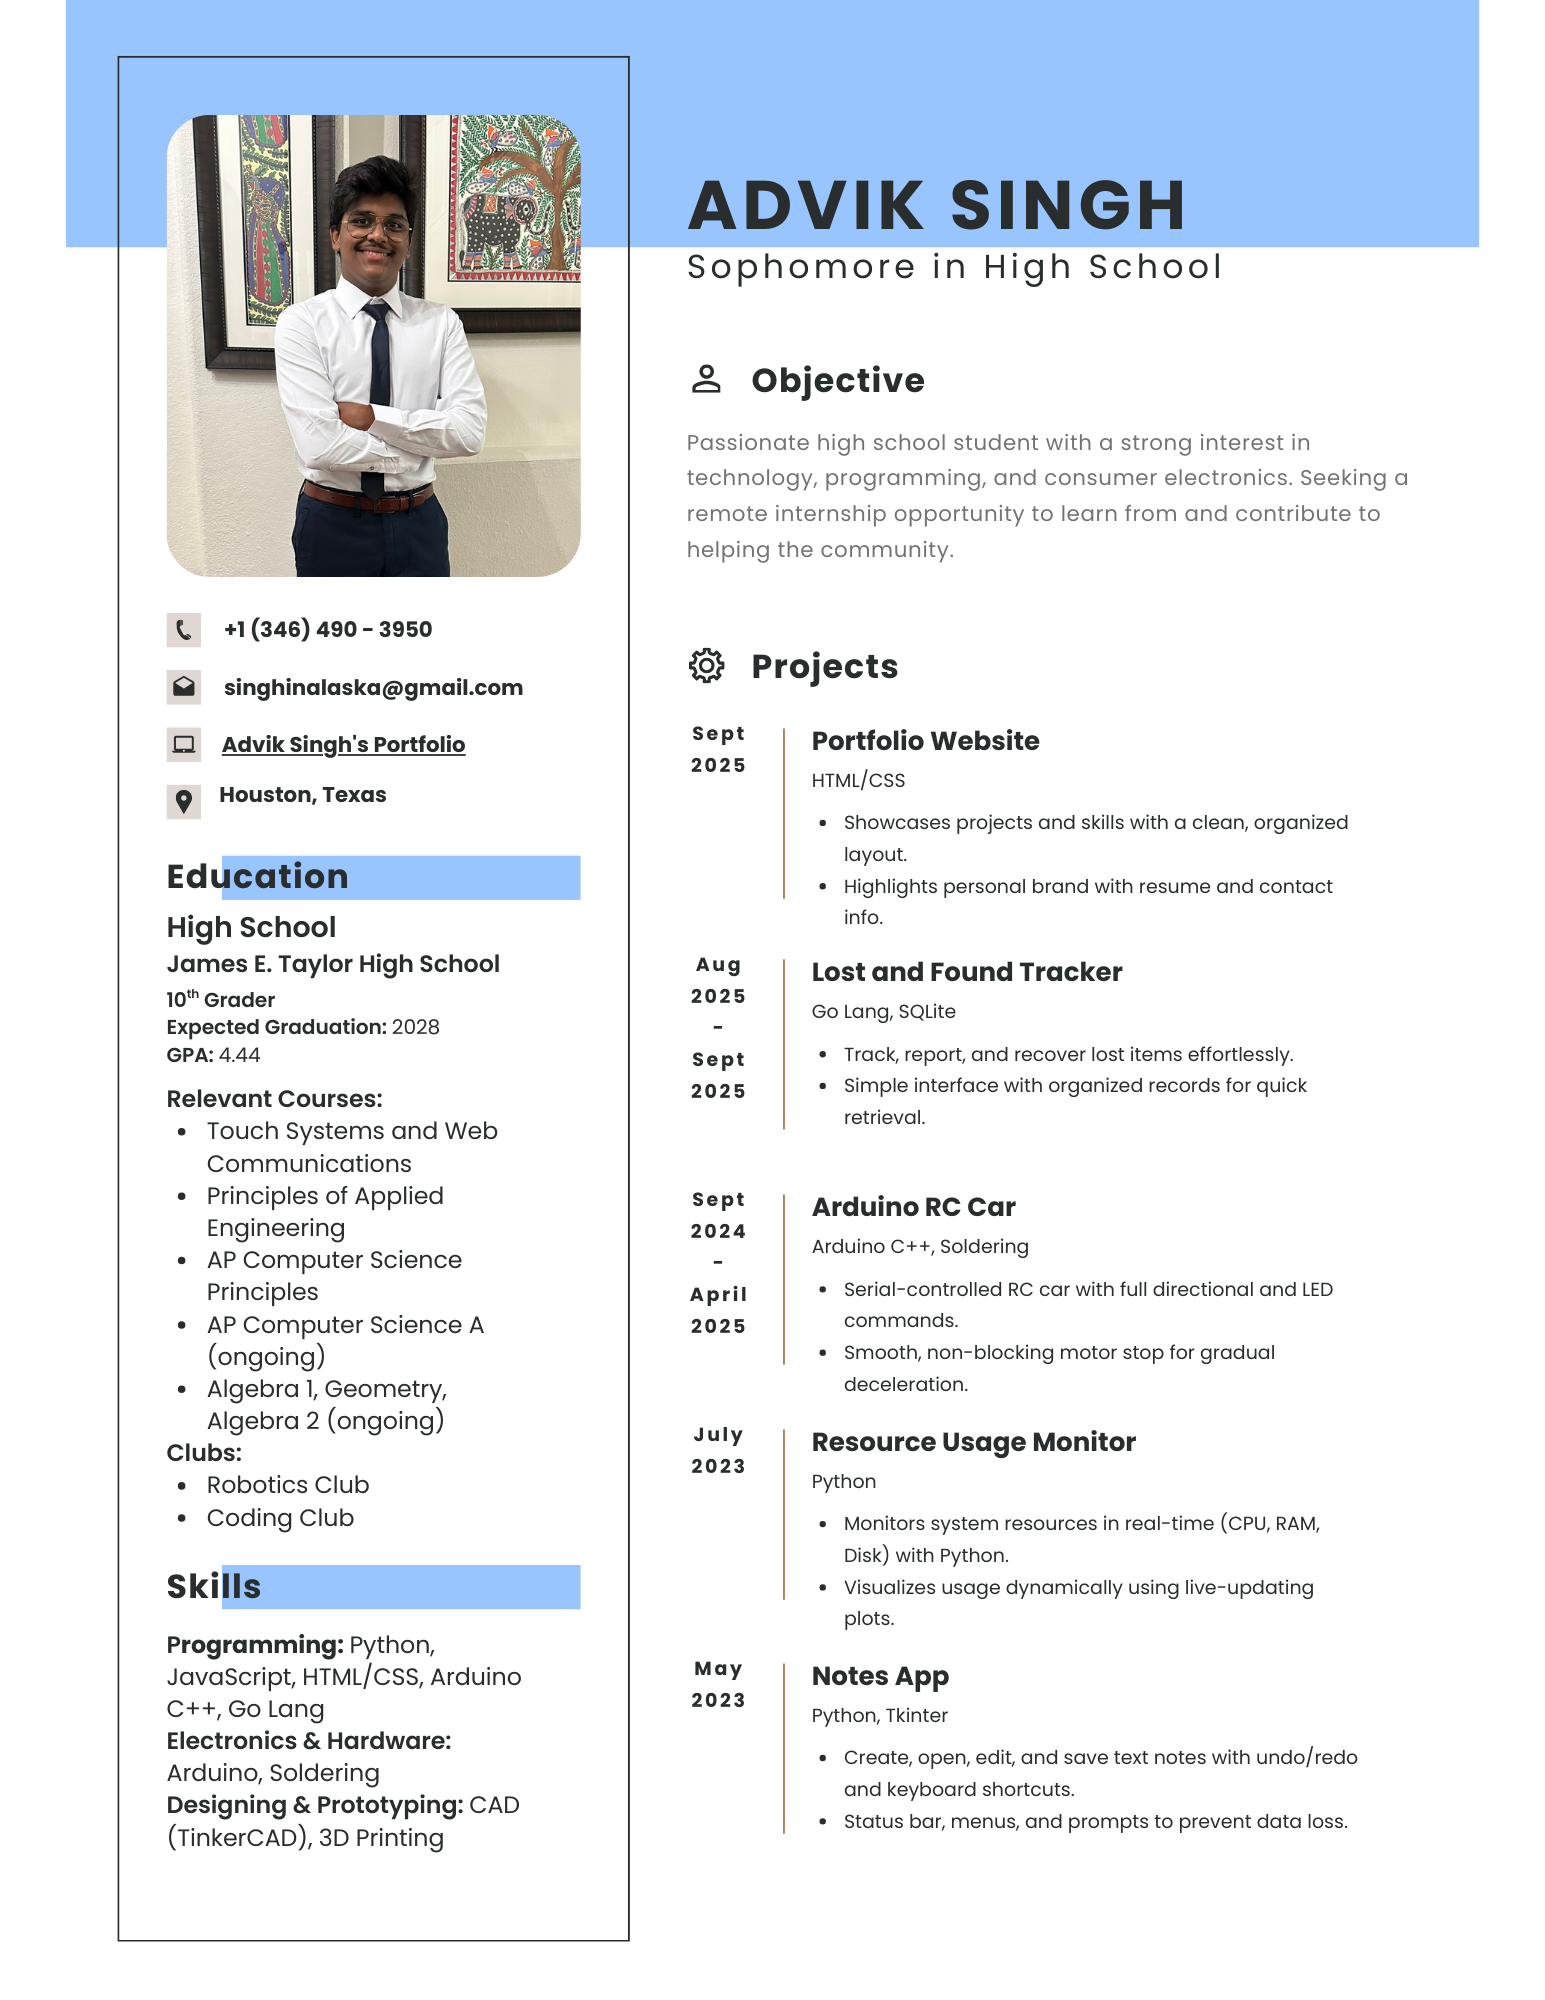 ADVIK SINGH
Sophomore in High School
+1 (346) 490 - 3950
singhinalaska@gmail.com
Advik Singh's Portfolio
Houston, Texas
Education
High School
James E. Taylor High School
10th Grader
Expected Graduation: 2028
GPA: 4.44
Relevant Courses:
• Touch Systems and Web
Communications
• Principles of Applied
Engineering
• AP Computer Science
Principles
• AP Computer Science A
(ongoing)
• Algebra 1, Geometry,
Algebra 2 (ongoing)
Clubs:
• Robotics Club
• Coding Club
Skills
Programming: Python,
JavaScript, HTML/CSS, Arduino
C++, Go Lang
Electronics & Hardware:
Arduino, Soldering
Designing & Prototyping: CAD
(TinkerCAD), 3D Printing
Objective
Passionate high school student with a strong interest in
technology, programming, and consumer electronics. Seeking a
remote internship opportunity to learn from and contribute to
helping the community.
Projects
Sept
2025
Portfolio Website
HTML/CSS
• Showcases projects and skills with a clean, organized
layout.
• Highlights personal brand with resume and contact
info.
Aug
2025
-
Sept
2025
Lost and Found Tracker
Go Lang, SQLite
• Track, report, and recover lost items effortlessly.
• Simple interface with organized records for quick
retrieval.
Sept
2024
-
April
2025
Arduino RC Car
Arduino C++, Soldering
• Serial-controlled RC car with full directional and LED
commands.
• Smooth, non-blocking motor stop for gradual
deceleration.
July
2023
Resource Usage Monitor
Python
• Monitors system resources in real-time (CPU, RAM,
Disk) with Python.
• Visualizes usage dynamically using live-updating
plots.
May
2023
Notes App
Python, Tkinter
• Create, open, edit, and save text notes with undo/redo
and keyboard shortcuts.
• Status bar, menus, and prompts to prevent data loss.